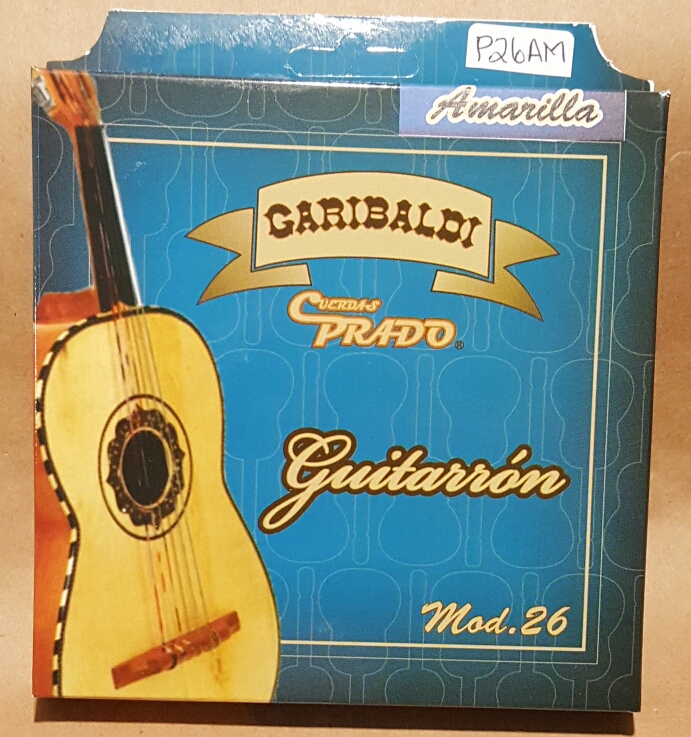 P26AM
Amarilla
GARIBALDI
CUERDAS
PRADO®
Guitarrón
Mod.26